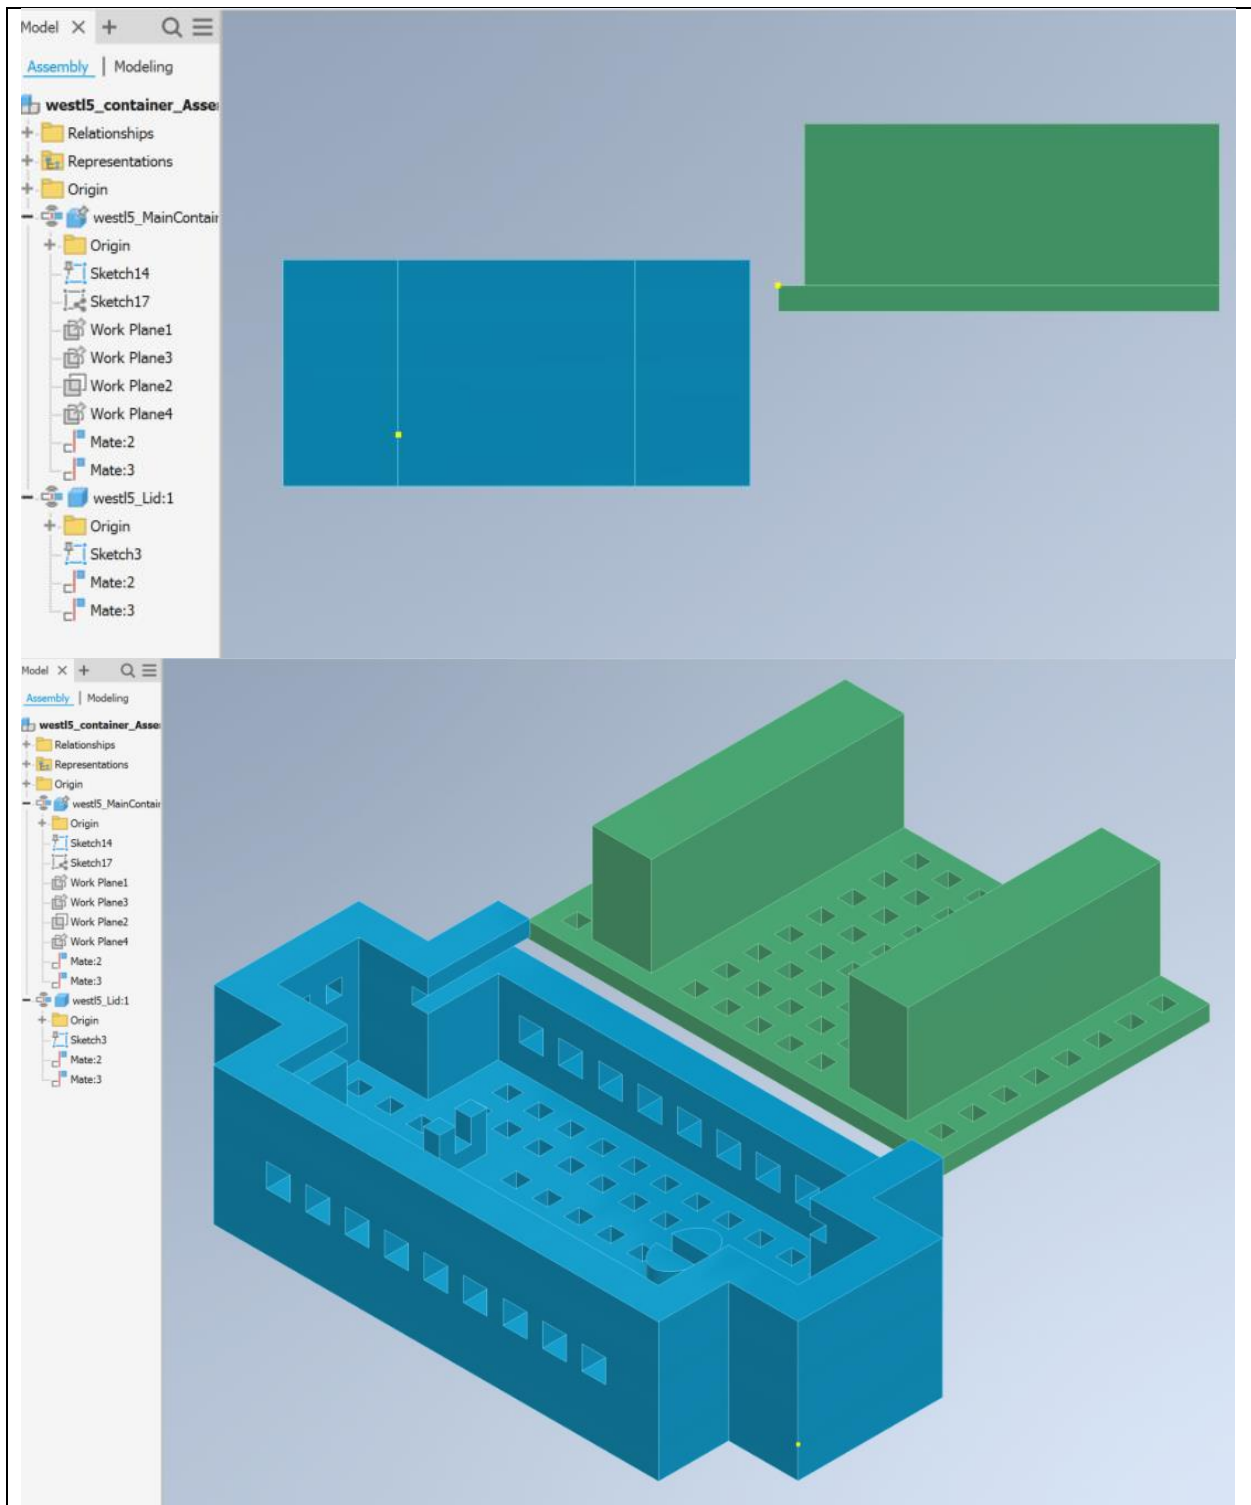 Model
Assembly | Modeling
westl5_container_Asse
Relationships
Representations
Origin
westl5_MainContair
Origin
Sketch14
Sketch17
Work Plane1
Work Plane3
Work Plane2
Work Plane4
Mate:2
Mate:3
westl5_Lid:1
Origin
Sketch3
Mate:2
Mate:3
Model
Assembly | Modeling
westl5_container_Asse
Relationships
Representations
Origin
westl5_MainContair
Origin
Sketch14
Sketch17
Work Plane1
Work Plane3
Work Plane2
Work Plane4
Mate:2
Mate:3
westl5_Lid:1
Origin
Sketch3
Mate:2
Mate:3